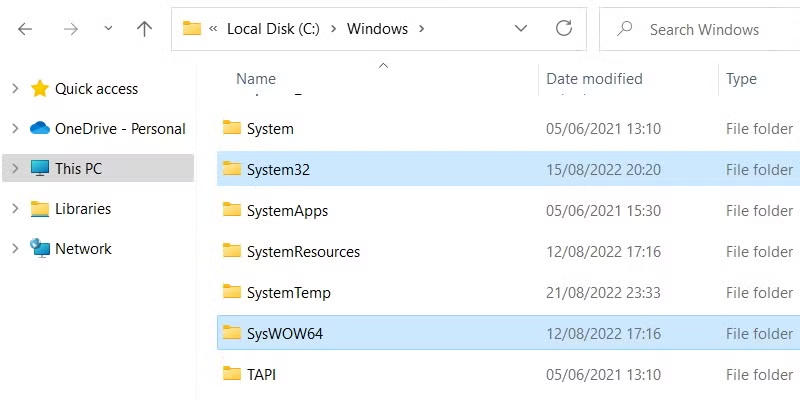 « Local Disk (C:) > Windows >
Search Windows
Name Date modified Type
Quick access
OneDrive - Personal
This PC
Libraries
Network
System 05/06/2021 13:10 File folder
System32 15/08/2022 20:20 File folder
SystemApps 05/06/2021 15:30 File folder
SystemResources 12/08/2022 17:16 File folder
SystemTemp 21/08/2022 23:33 File folder
SysWOW64 12/08/2022 17:16 File folder
TAPI 05/06/2021 13:10 File folder